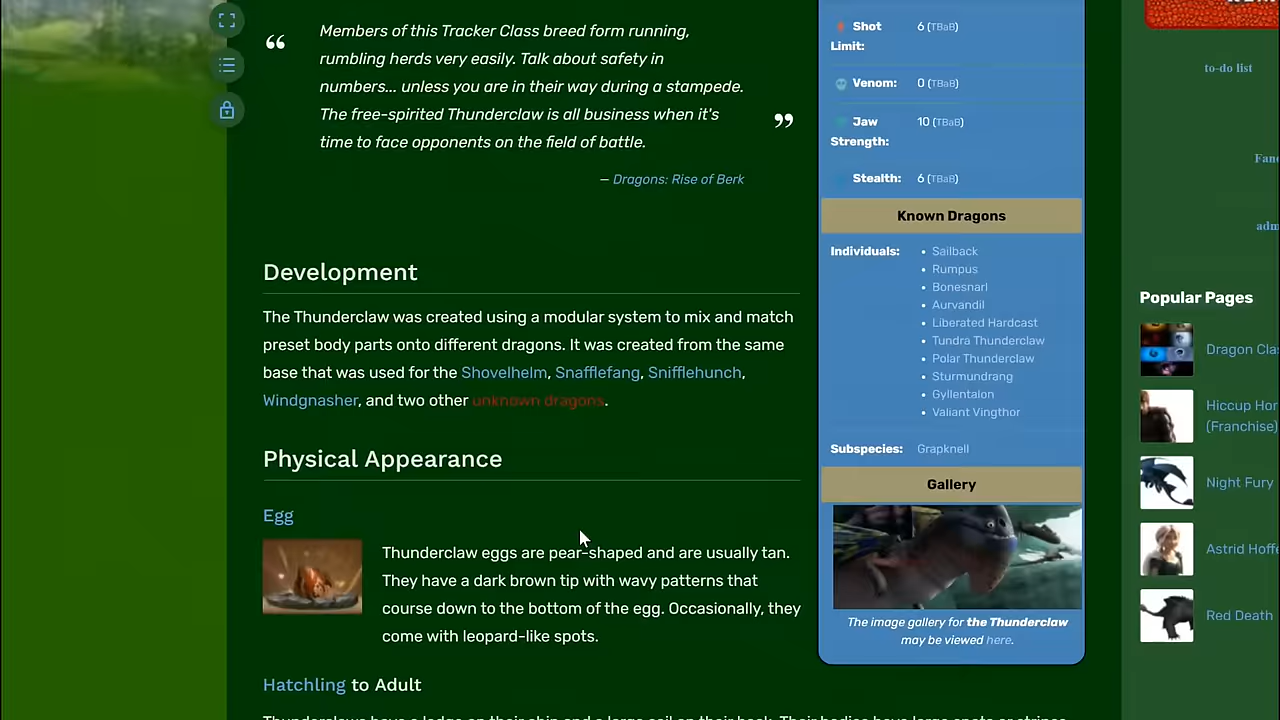 “
Members of this Tracker Class breed form running,
rumbling herds very easily. Talk about safety in
numbers... unless you are in their way during a stampede.
The free-spirited Thunderclaw is all business when it's
time to face opponents on the field of battle.
”
— Dragons: Rise of Berk
Development
The Thunderclaw was created using a modular system to mix and match
preset body parts onto different dragons. It was created from the same
base that was used for the Shovelhelm, Snafflefang, Snifflehunch,
Windgnasher, and two other unknown dragons.
Physical Appearance
Egg
Thunderclaw eggs are pear-shaped and are usually tan.
They have a dark brown tip with wavy patterns that
course down to the bottom of the egg. Occasionally, they
come with leopard-like spots.
Hatchling to Adult
Shot 6 (TBaB)
Limit:
Venom: 0 (TBaB)
Jaw 10 (TBaB)
Strength:
Stealth: 6 (TBaB)
Known Dragons
Individuals: • Sailback
• Rumpus
• Bonesnarl
• Aurvandil
• Liberated Hardcast
• Tundra Thunderclaw
• Polar Thunderclaw
• Sturmundrang
• Gyllentalon
• Valiant Vingthor
Subspecies: Grapknell
Gallery
The image gallery for the Thunderclaw
may be viewed here.
to-do list
Fan
adm
Popular Pages
Dragon Cla
Hiccup Hor
(Franchise)
Night Fury
Astrid Hoffe
Red Death